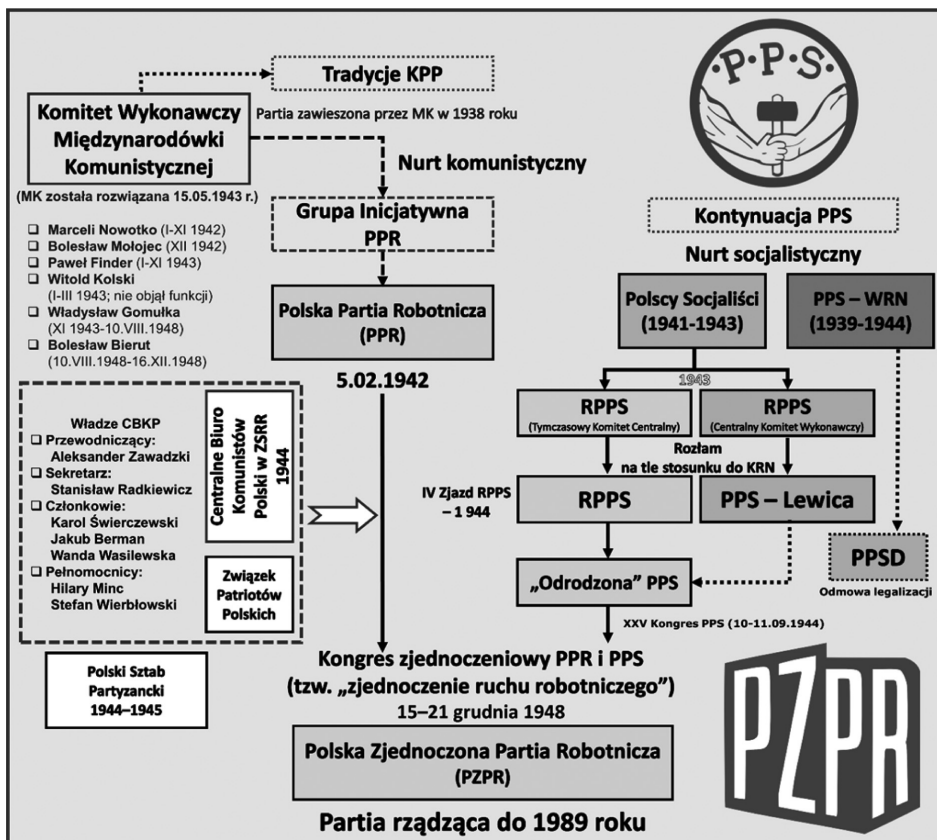 Tradycje KPP
Komitet Wykonawczy
Międzynarodówki
Komunistycznej
Partia zawieszona przez MK w 1938 roku
(MK została rozwiązana 15.05.1943 r.)
Nurt komunistyczny
Grupa Inicjatywna
PPR
❑ Marceli Nowotko (I-XI 1942)
❑ Bolesław Mołojec (XII 1942)
❑ Paweł Finder (I-XI 1943)
❑ Witold Kolski
(I-III 1943; nie objął funkcji)
❑ Władysław Gomułka
(XI 1943-10.VIII.1948)
❑ Bolesław Bierut
(10.VIII.1948-16.XII.1948)
Polska Partia Robotnicza
(PPR)
5.02.1942
Władze CBKP
❑ Przewodniczący:
Aleksander Zawadzki
❑ Sekretarz:
Stanisław Radkiewicz
❑ Członkowie:
Karol Świerczewski
Jakub Berman
Wanda Wasilewska
❑ Pełnomocnicy:
Hilary Minc
Stefan Wierbłowski
Centralne Biuro
Komunistów
Polski w ZSRR
1944
Związek
Patriotów
Polskich
Polski Sztab
Partyzancki
1944–1945
·P·P·S·
Kontynuacja PPS
Nurt socjalistyczny
Polscy Socjaliści
(1941-1943)
PPS – WRN
(1939-1944)
1943
RPPS
(Tymczasowy Komitet Centralny)
RPPS
(Centralny Komitet Wykonawczy)
Rozłam
na tle stosunku do KRN
IV Zjazd RPPS
– 1 944
RPPS
PPS – Lewica
„Odrodzona” PPS
PPSD
Odmowa legalizacji
XXV Kongres PPS (10-11.09.1944)
Kongres zjednoczeniowy PPR i PPS
(tzw. „zjednoczenie ruchu robotniczego”)
15–21 grudnia 1948
Polska Zjednoczona Partia Robotnicza
(PZPR)
Partia rządząca do 1989 roku
PZPR